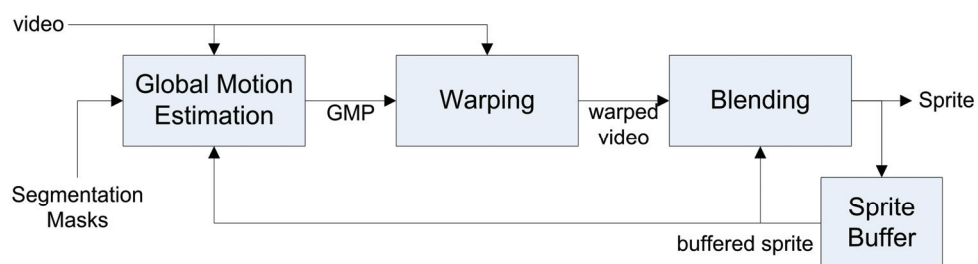 video
Global Motion
Estimation
GMP
Warping
warped
video
Blending
Sprite
Segmentation
Masks
buffered sprite
Sprite
Buffer